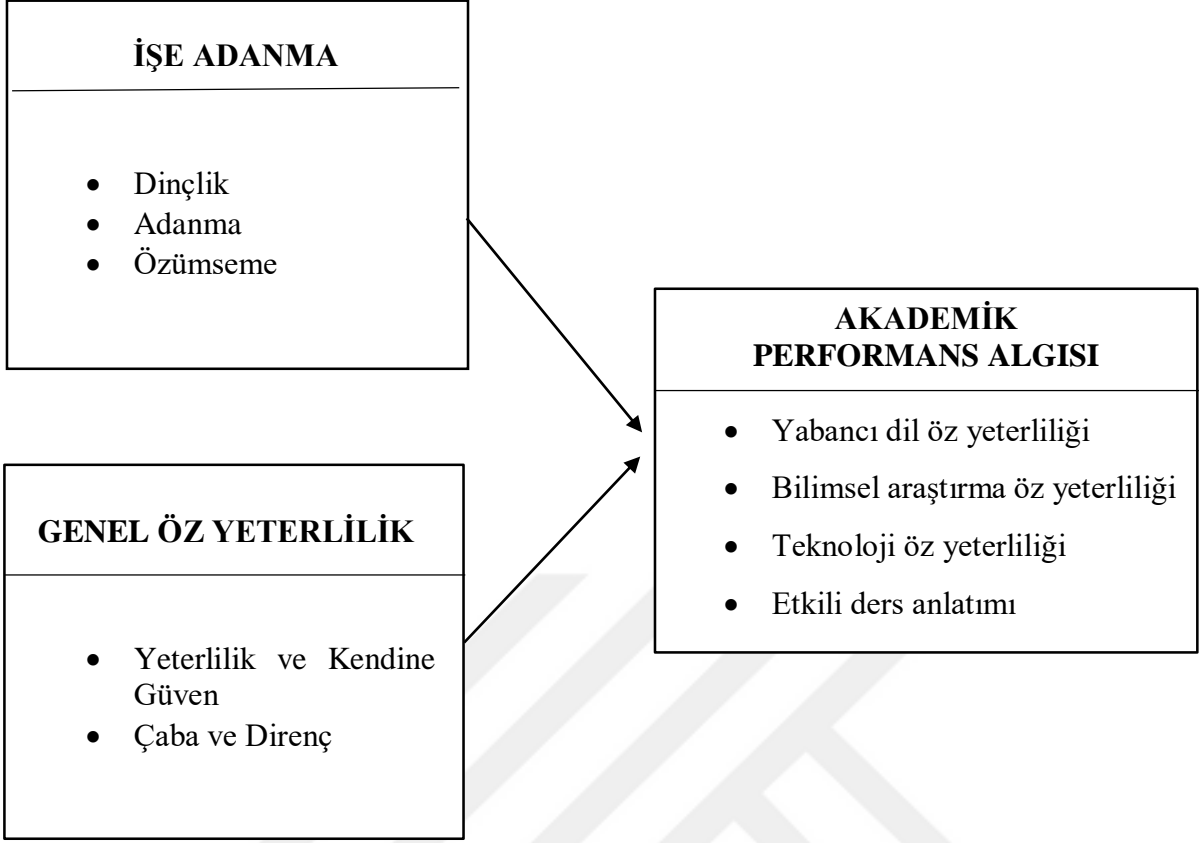 İŞE ADANMA
• Dinçlik
• Adanma
• Özümseme
GENEL ÖZ YETERLİLİK
• Yeterlilik ve Kendine
Güven
• Çaba ve Direnç
AKADEMİK
PERFORMANS ALGISI
• Yabancı dil öz yeterliliği
• Bilimsel araştırma öz yeterliliği
• Teknoloji öz yeterliliği
• Etkili ders anlatımı